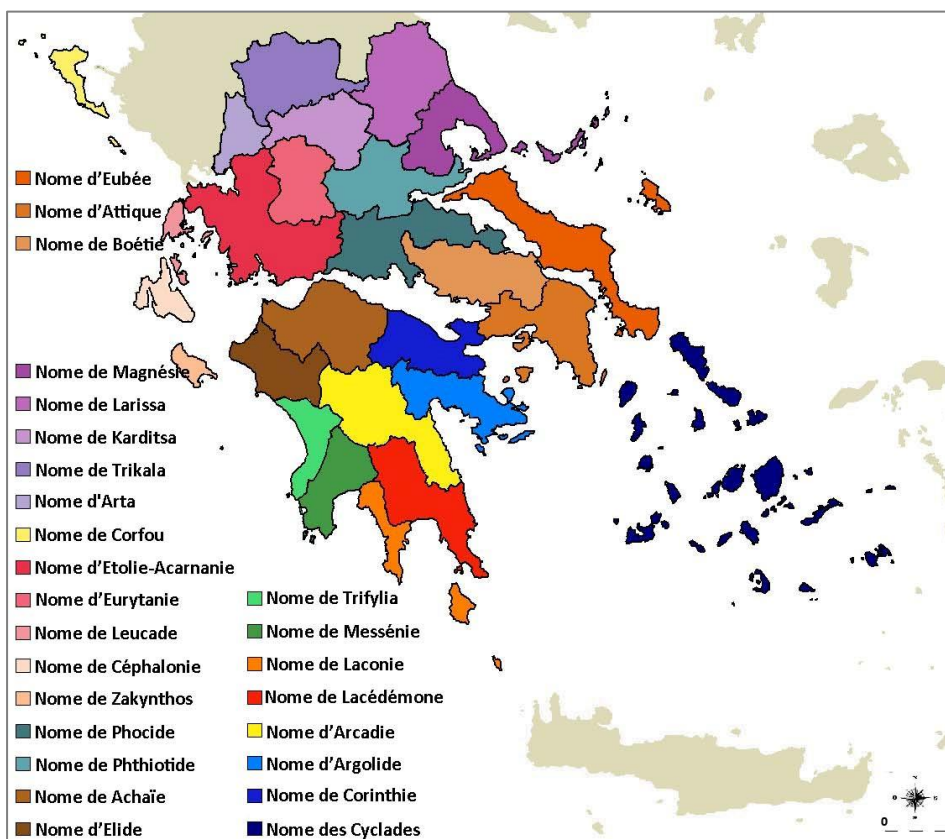 Nome d’Eubée
Nome d’Attique
Nome de Boétie
Nome de Magnésie
Nome de Larissa
Nome de Karditsa
Nome de Trikala
Nome d'Arta
Nome de Corfou
Nome d’Etolie-Acarnanie
Nome d’Eurytanie
Nome de Leucade
Nome de Céphalonie
Nome de Zakynthos
Nome de Phocide
Nome de Phthiotide
Nome de Achaïe
Nome d’Elide
Nome de Trifylia
Nome de Messénie
Nome de Laconie
Nome de Lacédémone
Nome d’Arcadie
Nome d’Argolide
Nome de Corinthie
Nome des Cyclades
0